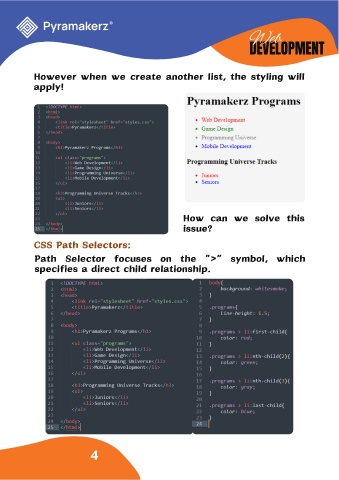 Pyramakerz®
Web
DEVELOPMENT
However when we create another list, the styling will
apply!
1 <!DOCTYPE html>
2 <html>
3 <head>
4 <link rel="stylesheet" href="styles.css">
5 <title>Pyramakerz</title>
6 </head>
7
8 <body>
9 <h1>Pyramakerz Programs</h1>
10
11 <ul class="programs">
12 <li>Web Development</li>
13 <li>Game Design</li>
14 <li>Programming Universe</li>
15 <li>Mobile Development</li>
16 </ul>
17
18 <h3>Programming Universe Tracks</h3>
19 <ul>
20 <li>Juniors</li>
21 <li>Seniors</li>
22 </ul>
23
24 </body>
25 </html>
Pyramakerz Programs
• Web Development
• Game Design
• Programming Universe
• Mobile Development
Programming Universe Tracks
• Juniors
• Seniors
How can we solve this
issue?
CSS Path Selectors:
Path Selector focuses on the ">" symbol, which
specifies a direct child relationship.
1 <!DOCTYPE html>
2 <html>
3 <head>
4 <link rel="stylesheet" href="styles.css">
5 <title>Pyramakerz</title>
6 </head>
7
8 <body>
9 <h1>Pyramakerz Programs</h1>
10
11 <ul class="programs">
12 <li>Web Development</li>
13 <li>Game Design</li>
14 <li>Programming Universe</li>
15 <li>Mobile Development</li>
16 </ul>
17
18 <h3>Programming Universe Tracks</h3>
19 <ul>
20 <li>Juniors</li>
21 <li>Seniors</li>
22 </ul>
23
24 </body>
25 </html>
1 body{
2 background: whitesmoke;
3 }
4
5 .programs{
6 line-height: 1.5;
7 }
8
9 .programs > li:first-child{
10 color: red;
11 }
12
13 .programs > li:nth-child(2){
14 color: green;
15 }
16
17 .programs > li:nth-child(3){
18 color: gray;
19 }
20
21 .programs > li:last-child{
22 color: blue;
23 }
24
4